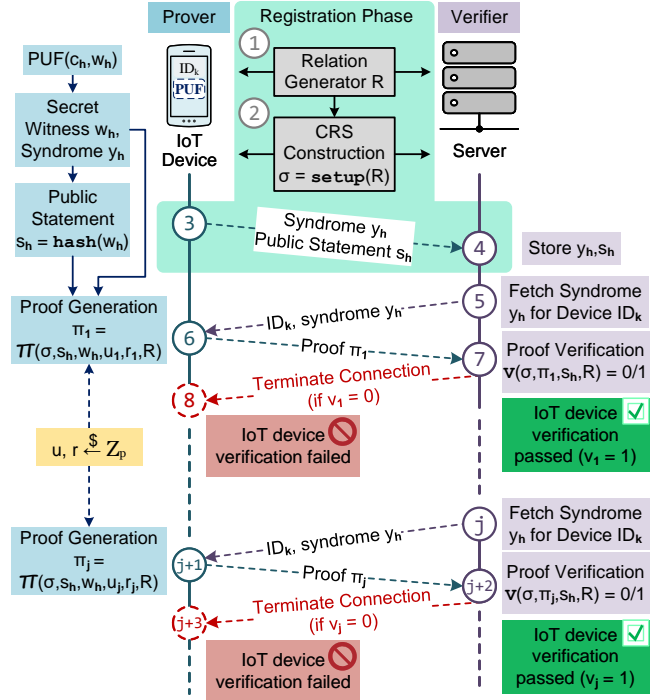 Prover
Registration Phase
Verifier
PUF(c_h,w_h)
Secret
Witness w_h,
Syndrome y_h
Public
Statement
s_h = hash(w_h)
ID_k
PUF
IoT
Device
1
Relation
Generator R
2
CRS
Construction
σ = setup(R)
Server
3
Syndrome y_h
Public Statement s_h
4
Store y_h,s_h
5
Fetch Syndrome
y_h for Device ID_k
ID_k, syndrome y_h
Proof Generation
π_1 =
π(σ,s_h,w_h,u_1,r_1,R)
6
Proof π_1
7
Proof Verification
v(σ,π_1,s_h,R) = 0/1
8
Terminate Connection
(if v_1 = 0)
IoT device
verification failed
IoT device
verification
passed (v_1 = 1)
u, r ←$ Z_p
j
Fetch Syndrome
y_h for Device ID_k
ID_k, syndrome y_h
Proof Generation
π_j=
π(σ,s_h,w_h,u_j,r_j,R)
j+1
Proof π_j
j+2
Proof Verification
v(σ,π_j,s_h,R) = 0/1
j+3
Terminate Connection
(if v_j = 0)
IoT device
verification failed
IoT device
verification
passed (v_j = 1)